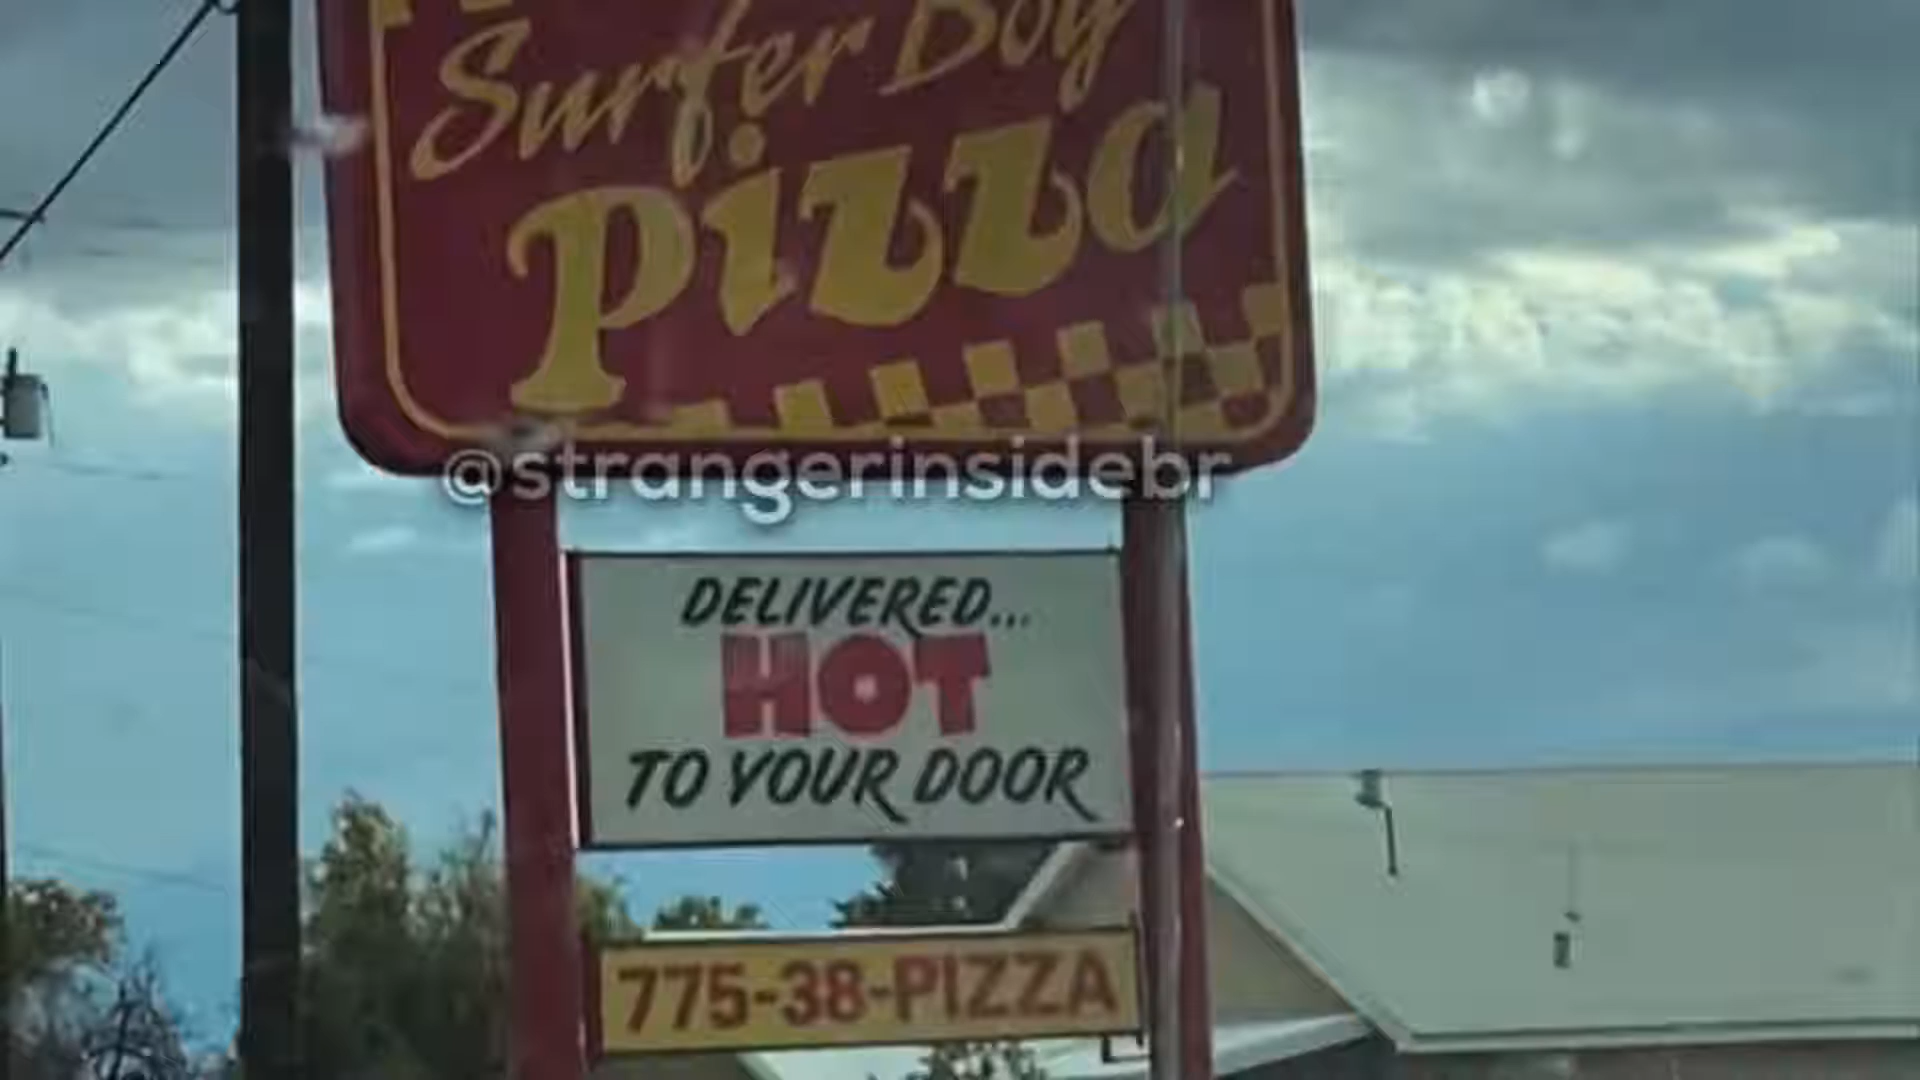 Surfer Boy
Pizza
@strangerinsidebr
DELIVERED...
HOT
TO YOUR DOOR
775-38-PIZZA